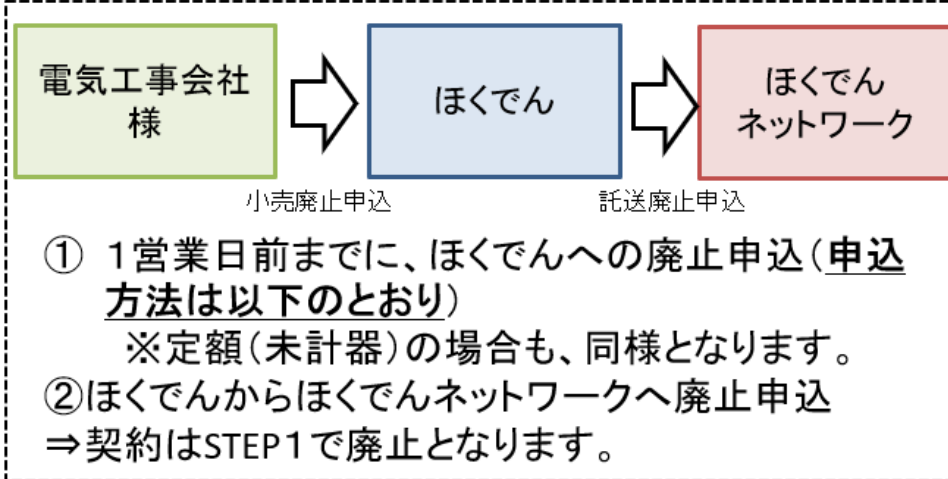 電気工事会社
様
ほくでん
ほくでん
ネットワーク
小売廃止申込
託送廃止申込
① 1営業日前までに、ほくでんへの廃止申込(申込
方法は以下のとおり)
※定額(未計器)の場合も、同様となります。
②ほくでんからほくでんネットワークへ廃止申込
⇒契約はSTEP1で廃止となります。